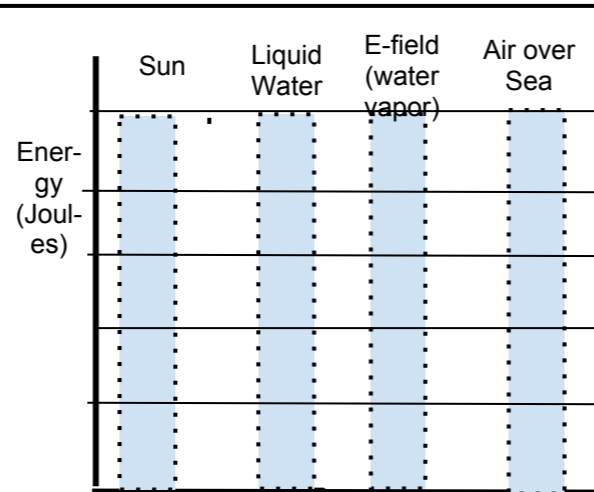 Sun
Liquid
Water
E-field
(water
vapor)
Air over
Sea
Ener-
gy
(Joul-
es)